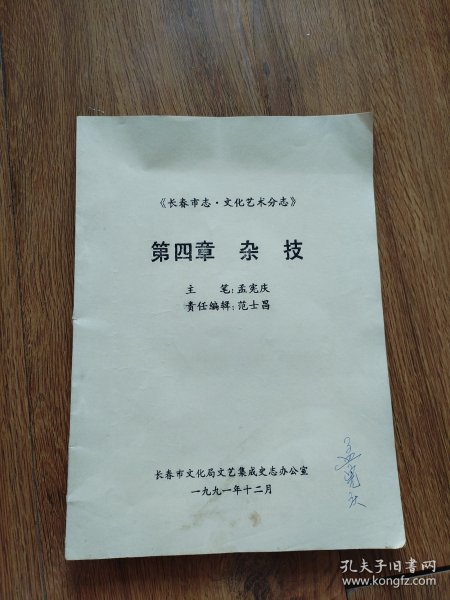 《长春市志·文化艺术分志》
第四章 杂技
主 笔：孟宪庆
责任编辑：范士昌
长春市文化局文艺集成史志办公室
一九九一年十二月
孟宪庆
孔夫子旧书网
www.kongfz.com